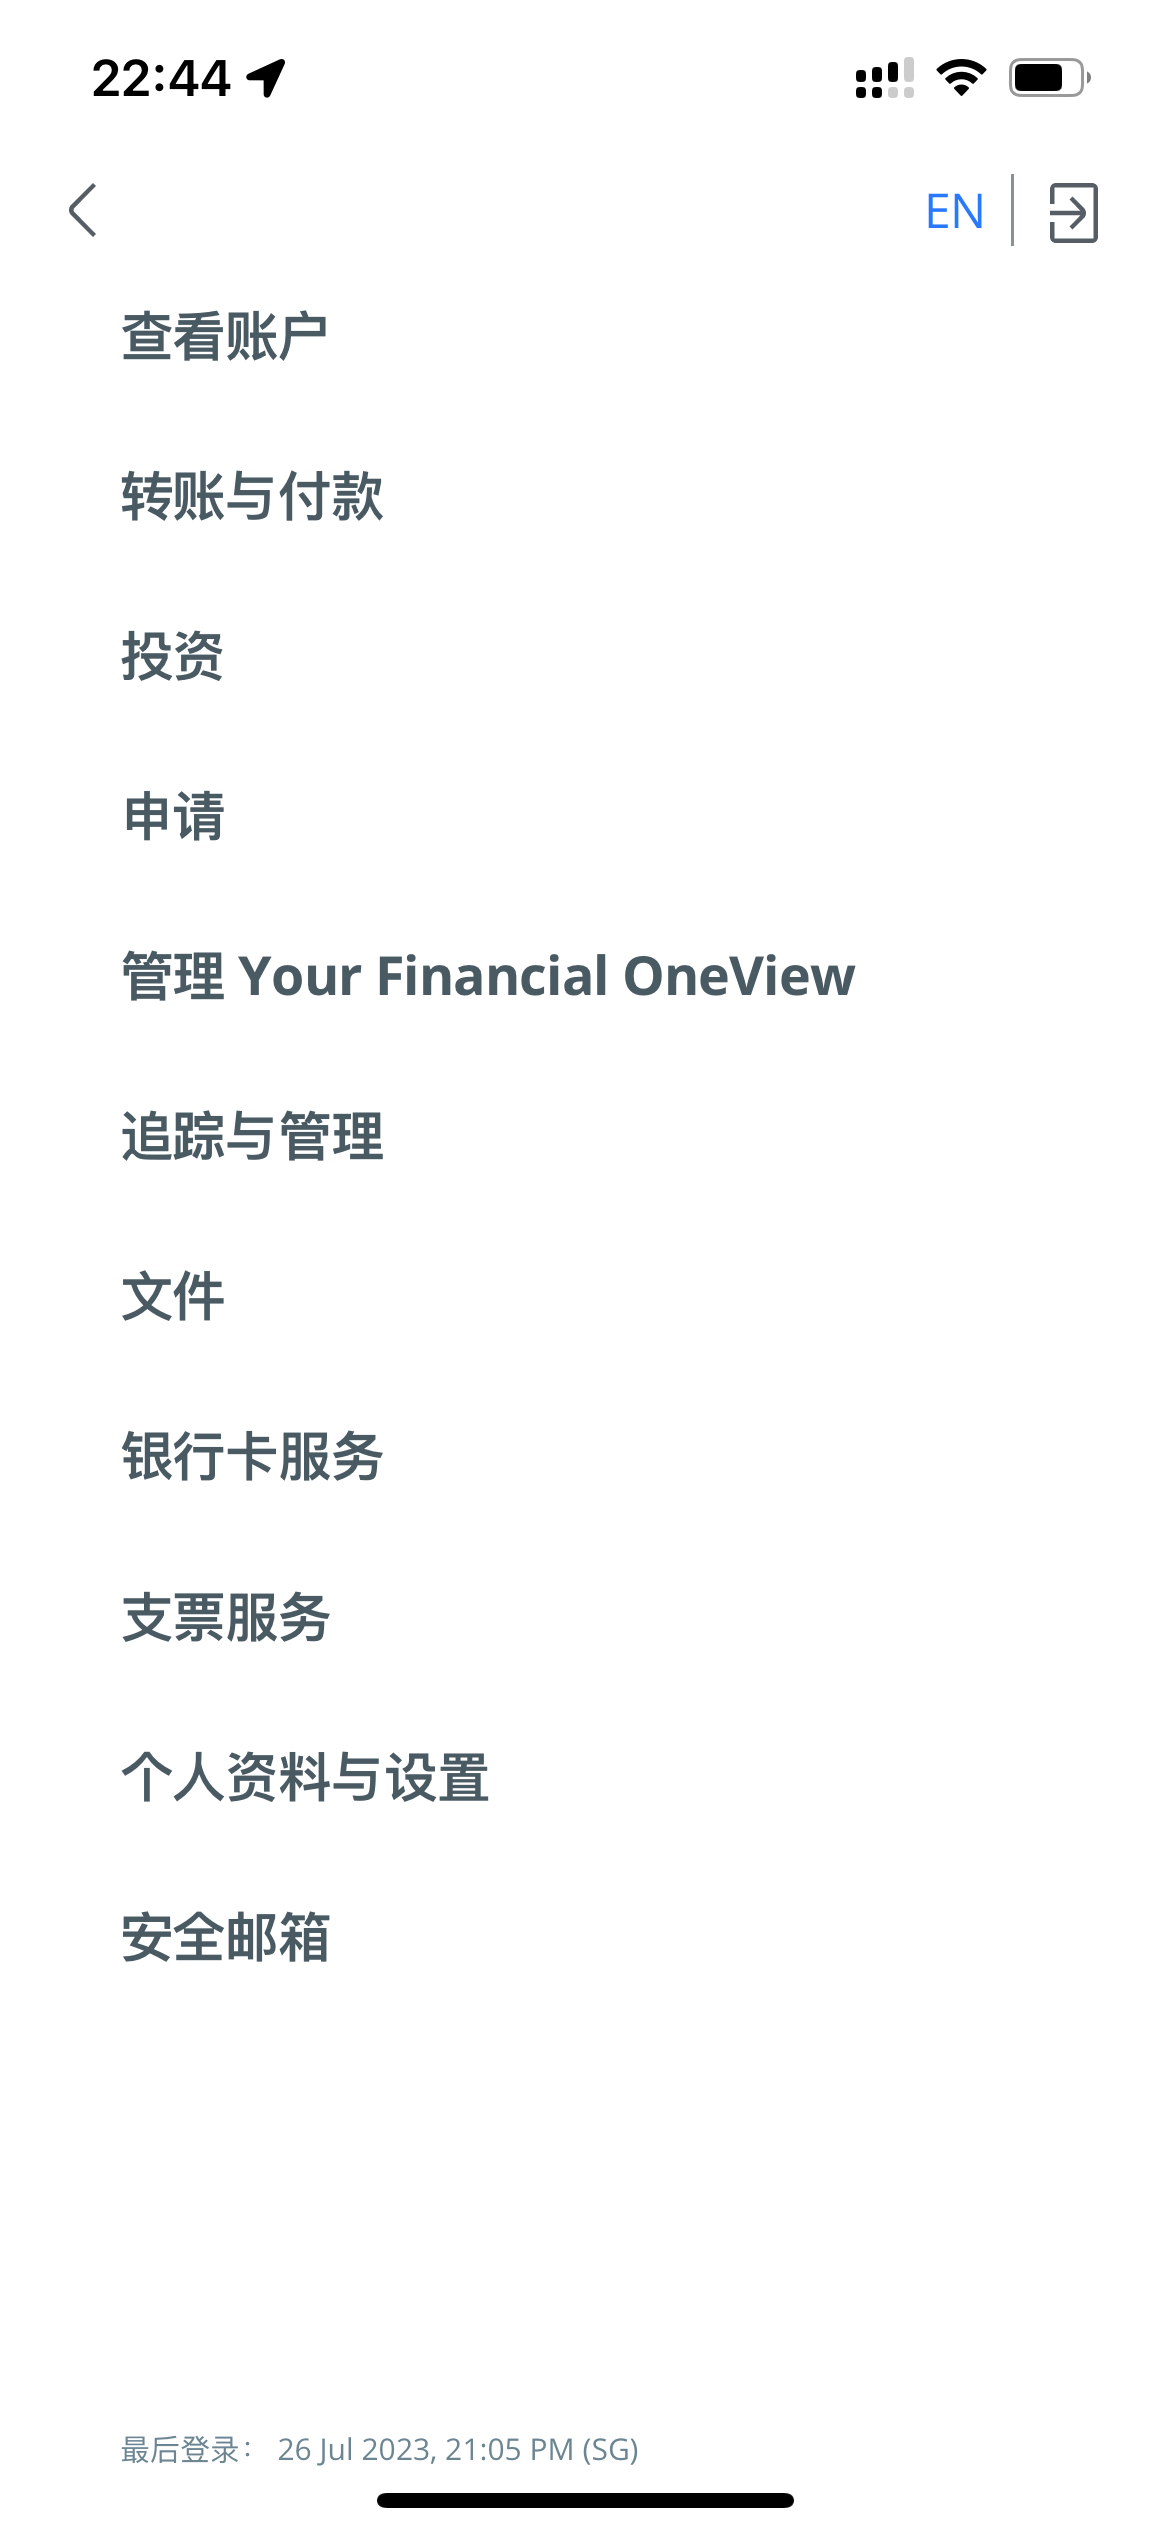 22:44
EN
查看账户
转账与付款
投资
申请
管理 Your Financial OneView
追踪与管理
文件
银行卡服务
支票服务
个人资料与设置
安全邮箱
最后登录： 26 Jul 2023, 21:05 PM (SG)